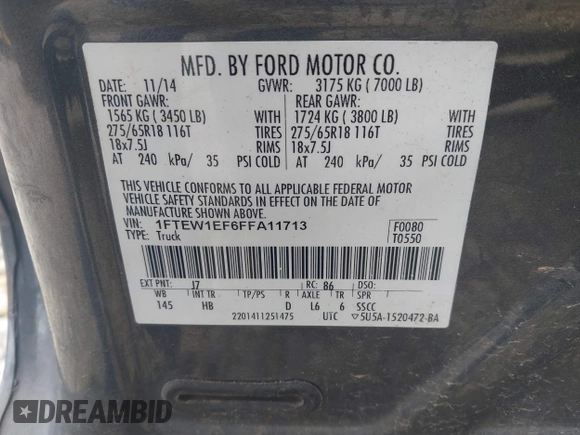 MFD. BY FORD MOTOR CO.
DATE: 11/14 GVWR: 3175 KG ( 7000 LB)
FRONT GAWR: REAR GAWR:
1565 KG ( 3450 LB) WITH 1724 KG ( 3800 LB) WITH
275/65R18 116T TIRES 275/65R18 116T TIRES
18x7.5J RIMS 18x7.5J RIMS
AT 240 kPa/ 35 PSI COLD AT 240 kPa/ 35 PSI COLD
THIS VEHICLE CONFORMS TO ALL APPLICABLE FEDERAL MOTOR
VEHICLE SAFETY STANDARDS IN EFFECT ON THE DATE OF
MANUFACTURE SHOWN ABOVE.
VIN: 1FTEW1EF6FFA11713 F0080
TYPE: Truck T0550
EXT PNT: J7 RC: 86 DSO:
WB INT TR TP/PS R AXLE TR SPR
145 HB D L6 6 SSCC
2201411251475 UTC ▽5U5A-1520472-BA
DREAMBID